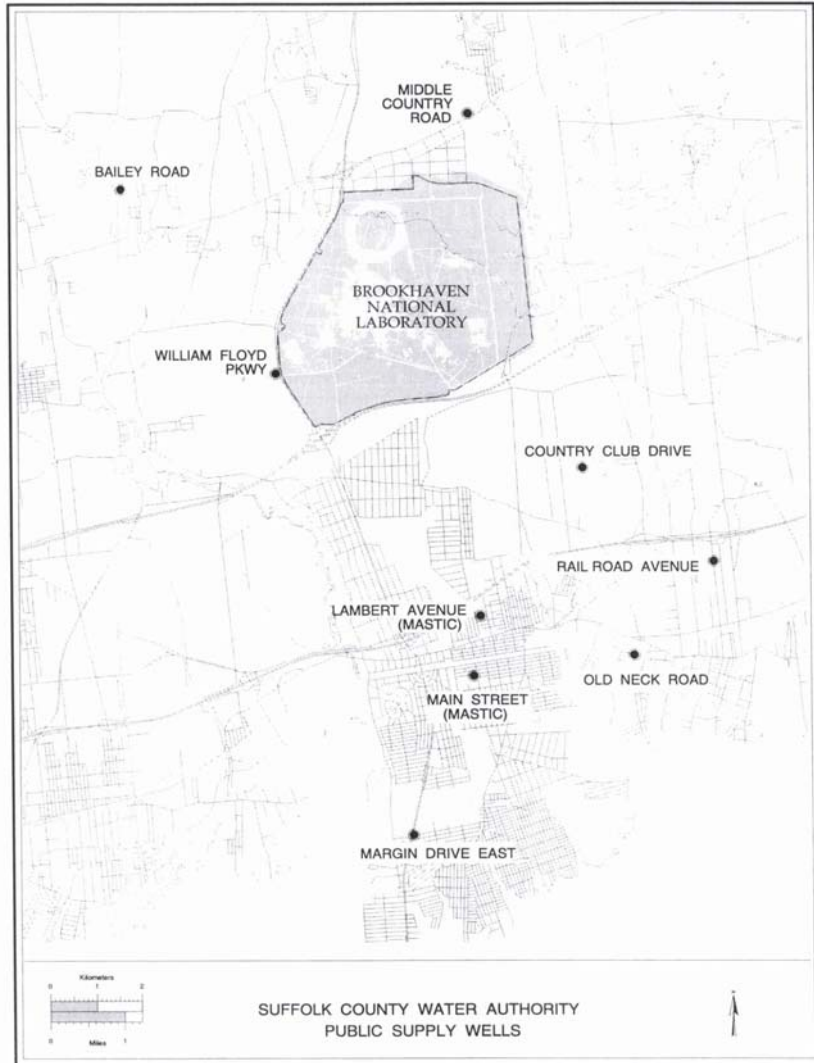 MIDDLE
COUNTRY
ROAD
BAILEY ROAD
BROOKHAVEN
NATIONAL
LABORATORY
WILLIAM FLOYD
PKWY
COUNTRY CLUB DRIVE
RAIL ROAD AVENUE
LAMBERT AVENUE
(MASTIC)
OLD NECK ROAD
MAIN STREET
(MASTIC)
MARGIN DRIVE EAST
Kilometers
0 1 2
0 1
Miles
SUFFOLK COUNTY WATER AUTHORITY
PUBLIC SUPPLY WELLS